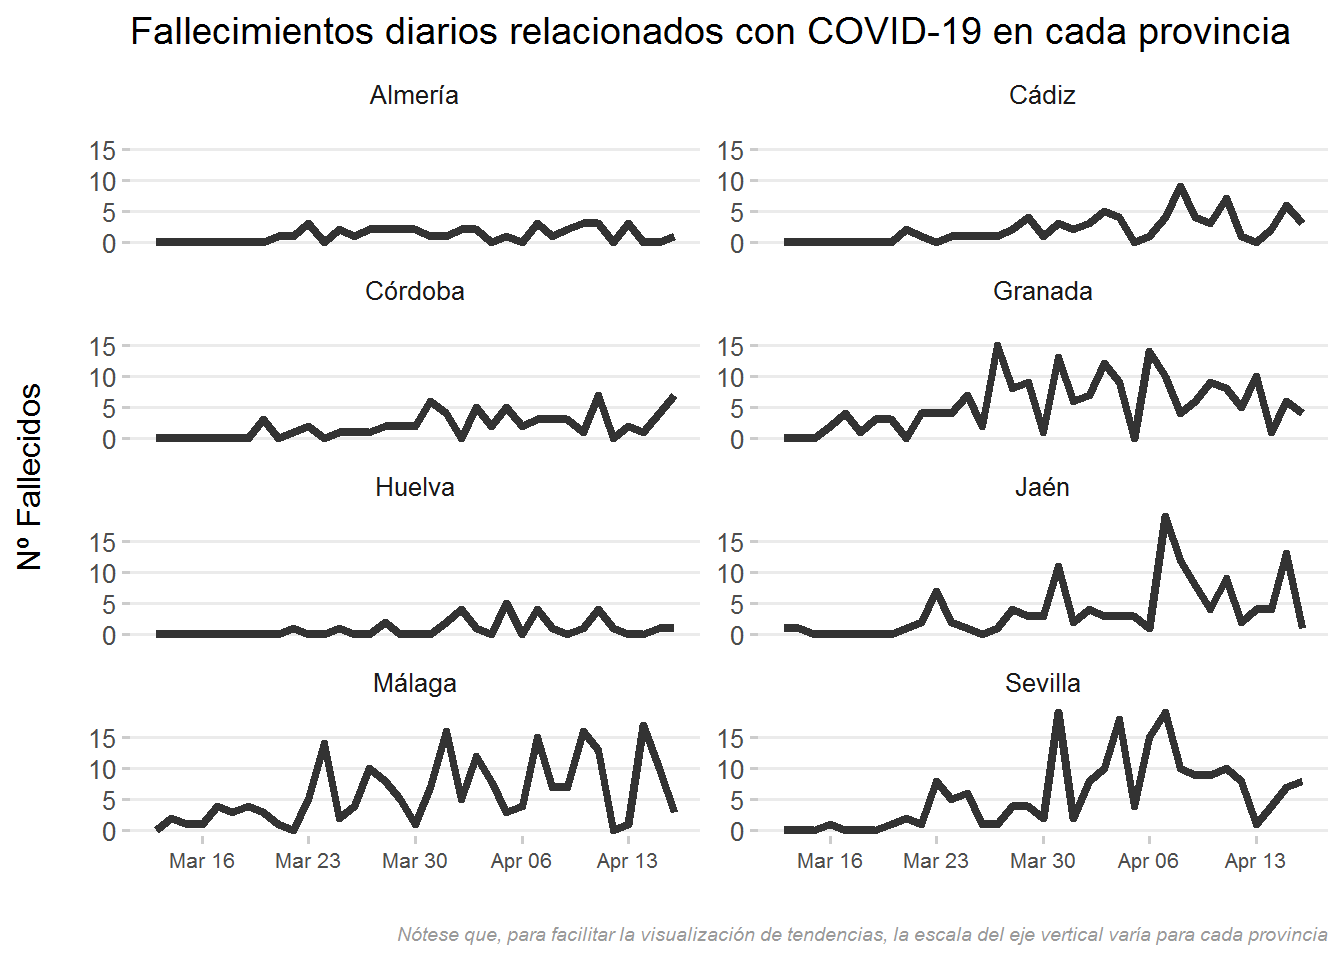 Fallecimientos diarios relacionados con COVID-19 en cada provincia
Nº Fallecidos
Almería
15
10
5
0
Cádiz
15
10
5
0
Córdoba
15
10
5
0
Granada
15
10
5
0
Huelva
15
10
5
0
Jaén
15
10
5
0
Málaga
15
10
5
0
Sevilla
15
10
5
0
Mar 16 Mar 23 Mar 30 Apr 06 Apr 13
Mar 16 Mar 23 Mar 30 Apr 06 Apr 13
Nótese que, para facilitar la visualización de tendencias, la escala del eje vertical varía para cada provincia